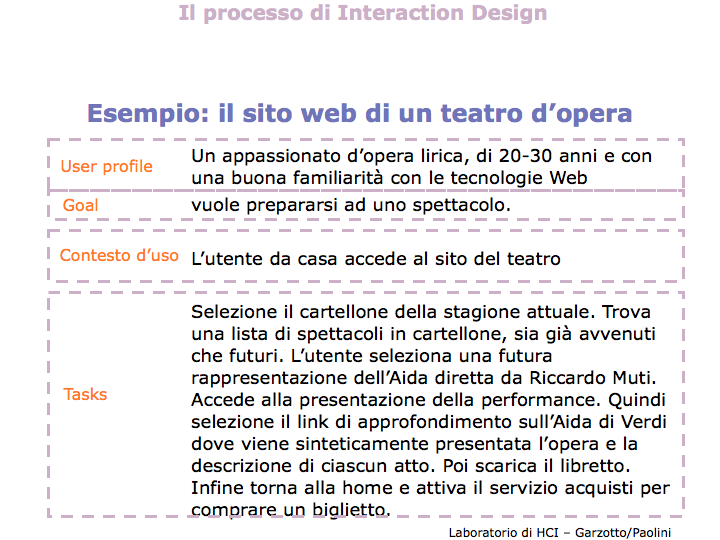 Il processo di Interaction Design
Esempio: il sito web di un teatro d’opera
User profile
Un appassionato d’opera lirica, di 20-30 anni e con
una buona familiarità con le tecnologie Web
Goal
vuole prepararsi ad uno spettacolo.
Contesto d’uso
L’utente da casa accede al sito del teatro
Tasks
Selezione il cartellone della stagione attuale. Trova
una lista di spettacoli in cartellone, sia già avvenuti
che futuri. L’utente seleziona una futura
rappresentazione dell’Aida diretta da Riccardo Muti.
Accede alla presentazione della performance. Quindi
selezione il link di approfondimento sull’Aida di Verdi
dove viene sinteticamente presentata l’opera e la
descrizione di ciascun atto. Poi scarica il libretto.
Infine torna alla home e attiva il servizio acquisti per
comprare un biglietto.
Laboratorio di HCI – Garzotto/Paolini